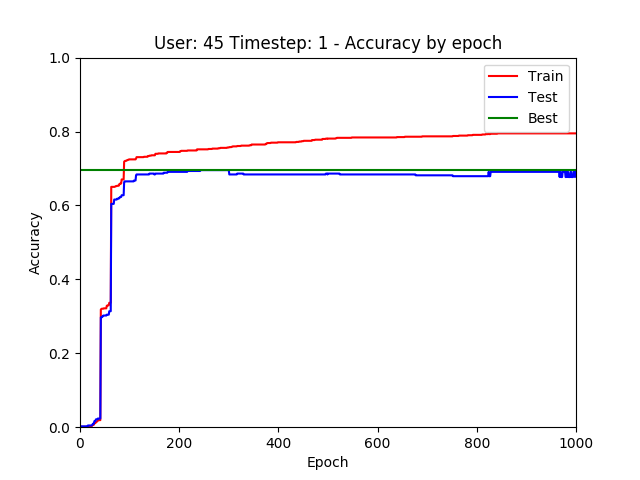 User: 45 Timestep: 1 - Accuracy by epoch
1.0
0.8
0.6
0.4
0.2
0.0
Accuracy
Train
Test
Best
0 200 400 600 800 1000
Epoch